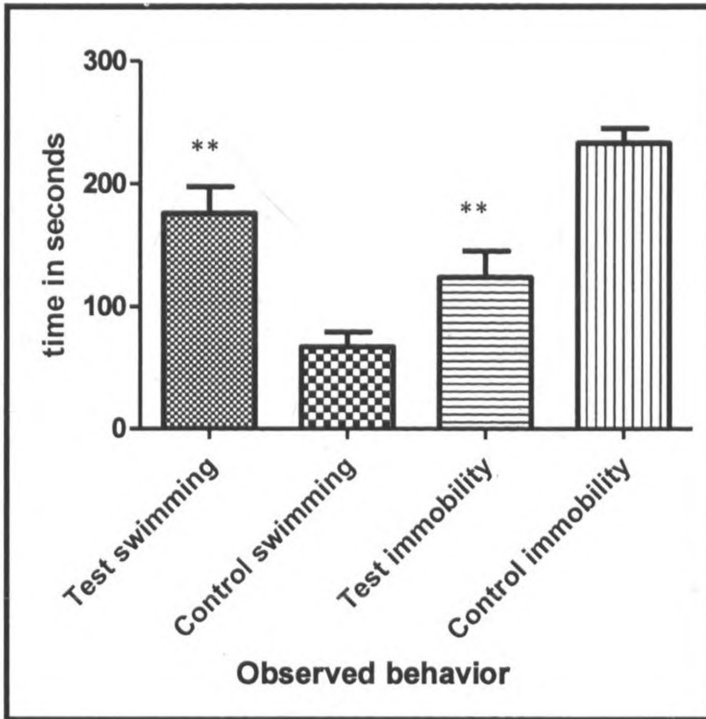 300
200
100
0
time in seconds
**
**
Test swimming
Control swimming
Test immobility
Control immobility
Observed behavior